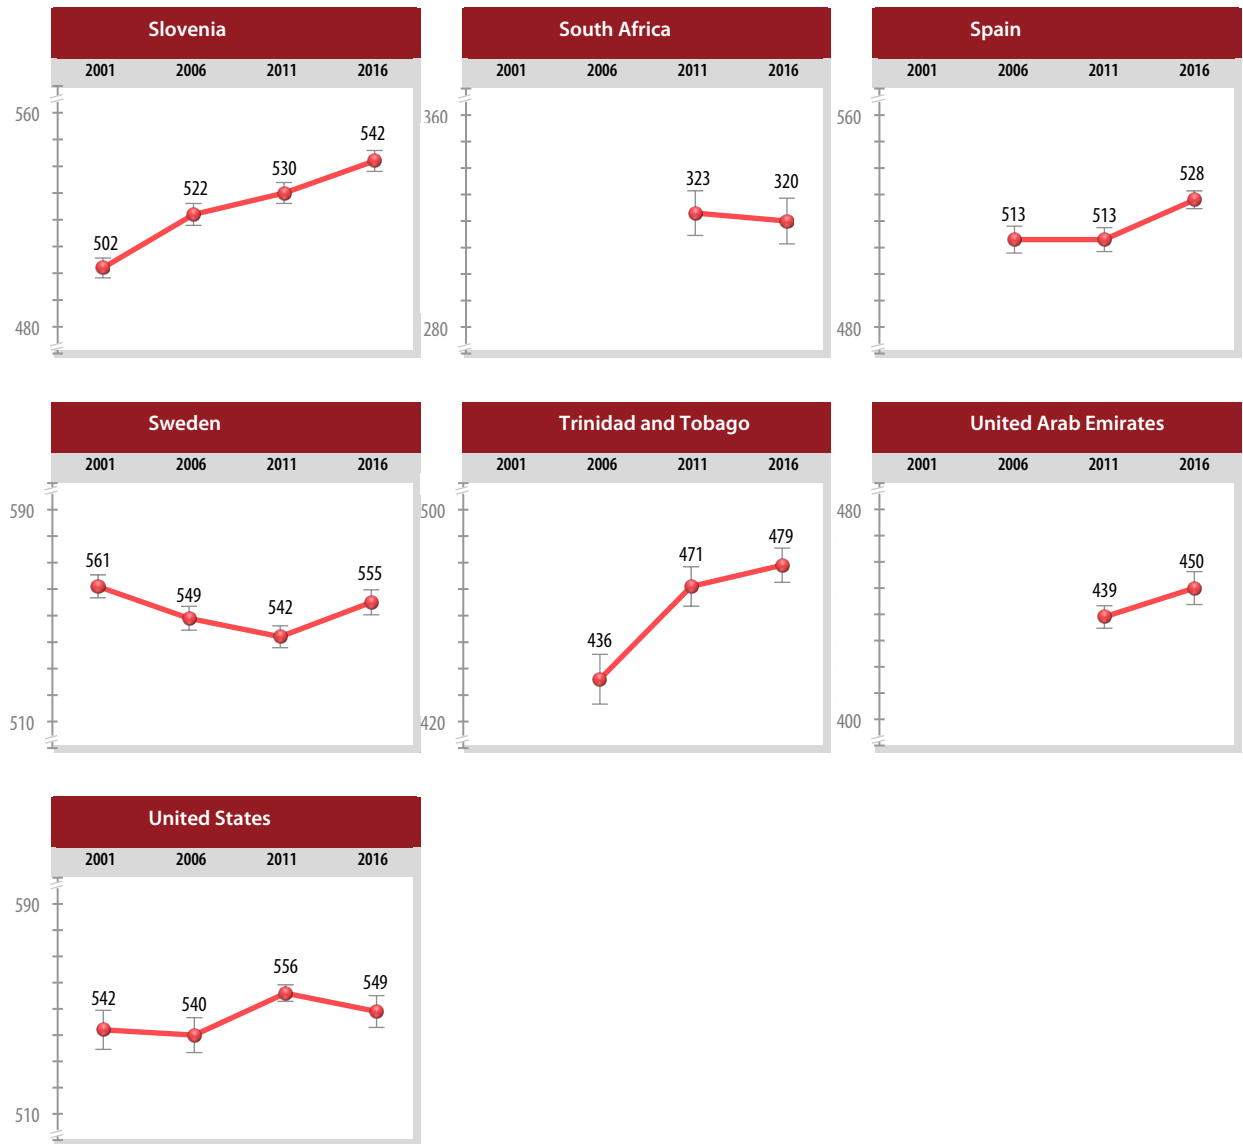 Slovenia
2001 2006 2011 2016
560
480
502
522
530
542
South Africa
2001 2006 2011 2016
360
280
323
320
Spain
2001 2006 2011 2016
560
480
513
513
528
Sweden
2001 2006 2011 2016
590
510
561
549
542
555
Trinidad and Tobago
2001 2006 2011 2016
500
420
436
471
479
United Arab Emirates
2001 2006 2011 2016
480
400
439
450
United States
2001 2006 2011 2016
590
510
542
540
556
549